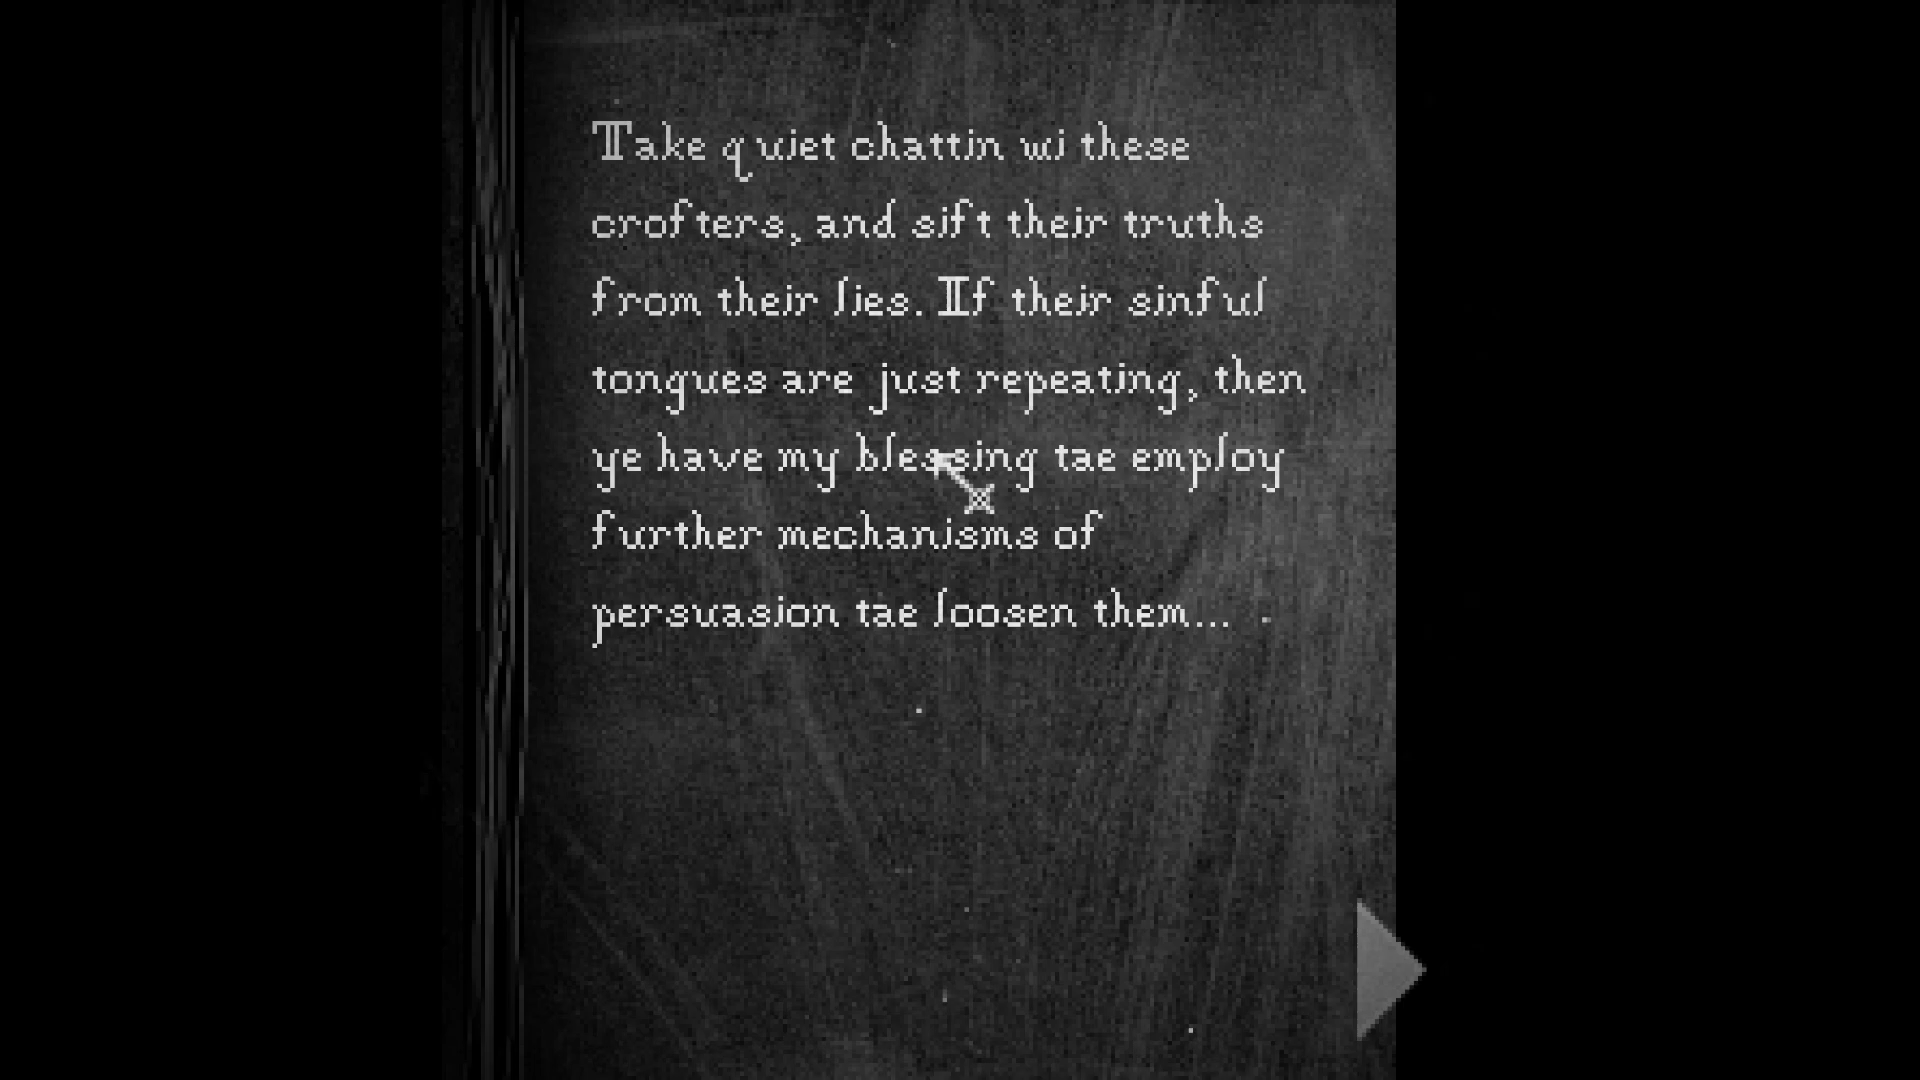 Take quiet chattin wi these
crofters, and sift their truths
from their lies. If their sinful
tongues are just repeating, then
ye have my blessing tae employ
further mechanisms of
persuasion tae loosen them...